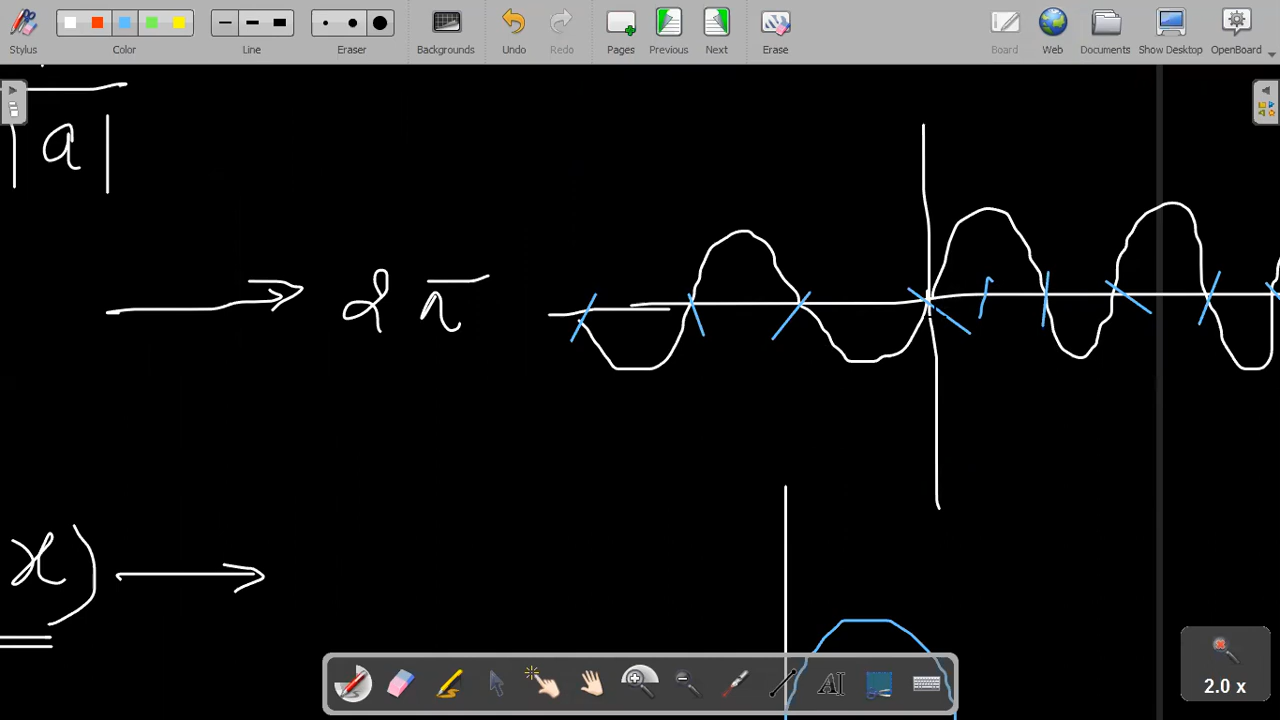 Stylus Color Line Eraser Backgrounds Undo Redo Pages Previous Next Erase Board Web Documents Show Desktop OpenBoard
|a|
→ 2π
x) →
2.0 x